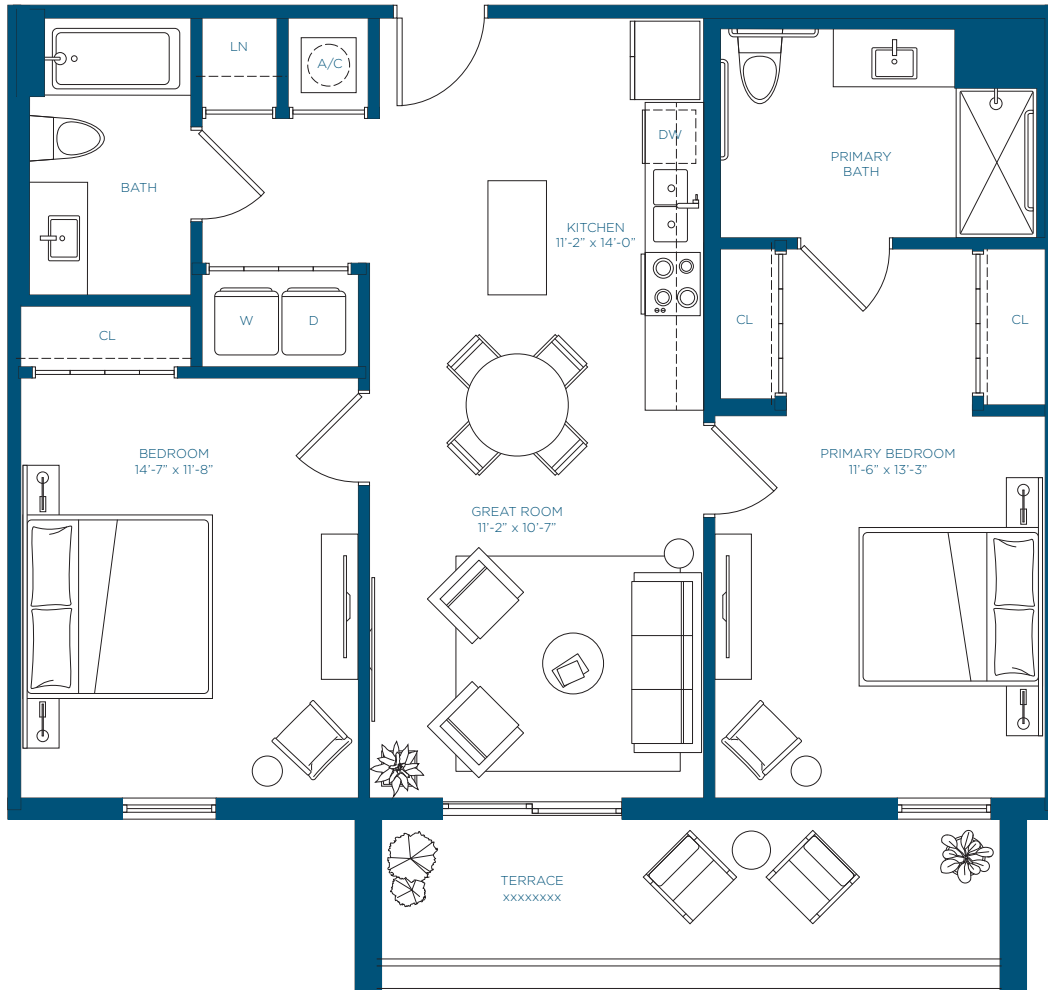 LN
A/C
DW
BATH
PRIMARY
BATH
KITCHEN
11'-2" x 14'-0"
W
D
CL
CL
CL
BEDROOM
14'-7" x 11'-8"
PRIMARY BEDROOM
11'-6" x 13'-3"
GREAT ROOM
11'-2" x 10'-7"
TERRACE
xxxxxxxx